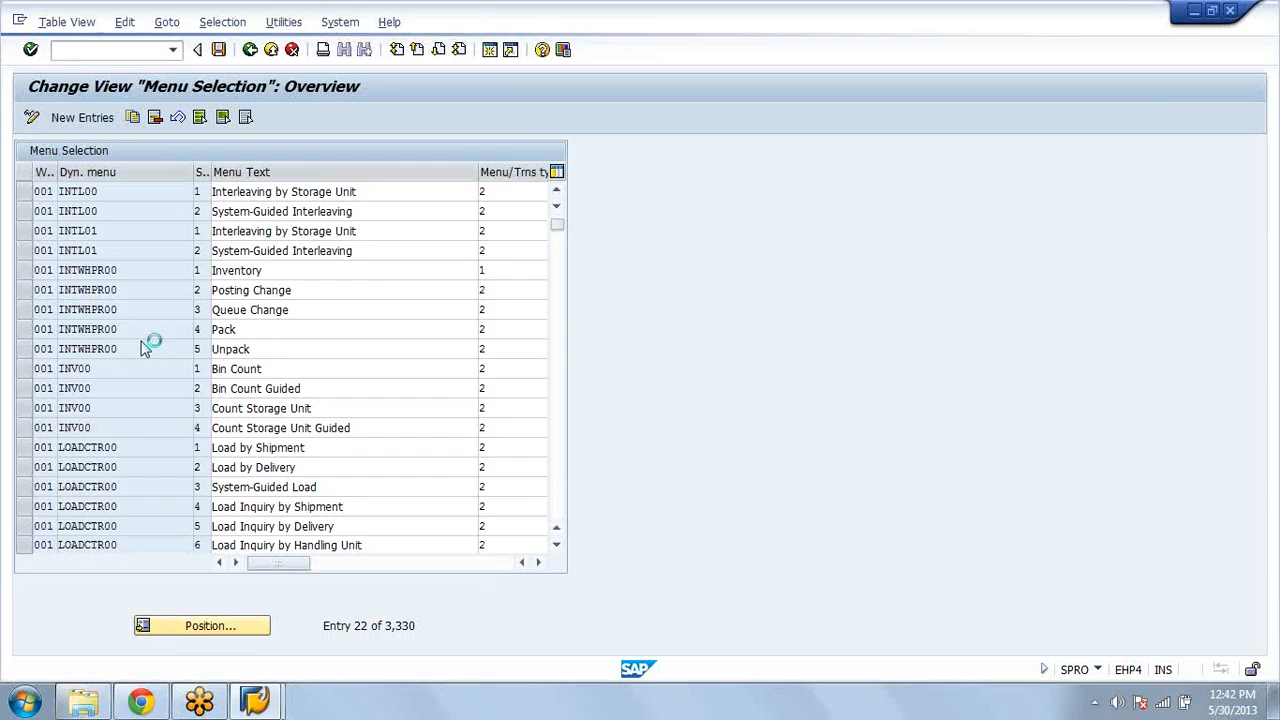 Table View Edit Goto Selection Utilities System Help
Change View "Menu Selection": Overview
New Entries
Menu Selection
W.. Dyn. menu S.. Menu Text Menu/Trns ty
001 INTL00 1 Interleaving by Storage Unit 2
001 INTL00 2 System-Guided Interleaving 2
001 INTL01 1 Interleaving by Storage Unit 2
001 INTL01 2 System-Guided Interleaving 2
001 INTWHPR00 1 Inventory 1
001 INTWHPR00 2 Posting Change 2
001 INTWHPR00 3 Queue Change 2
001 INTWHPR00 4 Pack 2
001 INTWHPR00 5 Unpack 2
001 INV00 1 Bin Count 2
001 INV00 2 Bin Count Guided 2
001 INV00 3 Count Storage Unit 2
001 INV00 4 Count Storage Unit Guided 2
001 LOADCTR00 1 Load by Shipment 2
001 LOADCTR00 2 Load by Delivery 2
001 LOADCTR00 3 System-Guided Load 2
001 LOADCTR00 4 Load Inquiry by Shipment 2
001 LOADCTR00 5 Load Inquiry by Delivery 2
001 LOADCTR00 6 Load Inquiry by Handling Unit 2
Position... Entry 22 of 3,330
SAP SPRO EHP4 INS
12:42 PM
5/30/2013